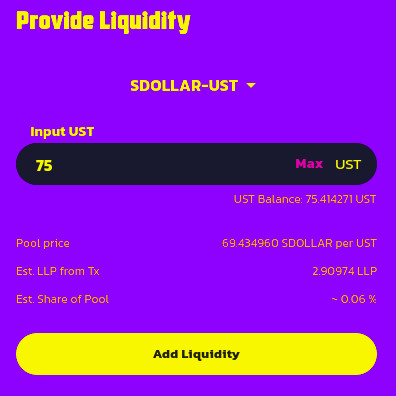 Provide Liquidity
SDOLLAR-UST
Input UST
75 Max UST
UST Balance: 75.414271 UST
Pool price 69.434960 SDOLLAR per UST
Est. LLP from Tx 2.90974 LLP
Est. Share of Pool ~ 0.06 %
Add Liquidity